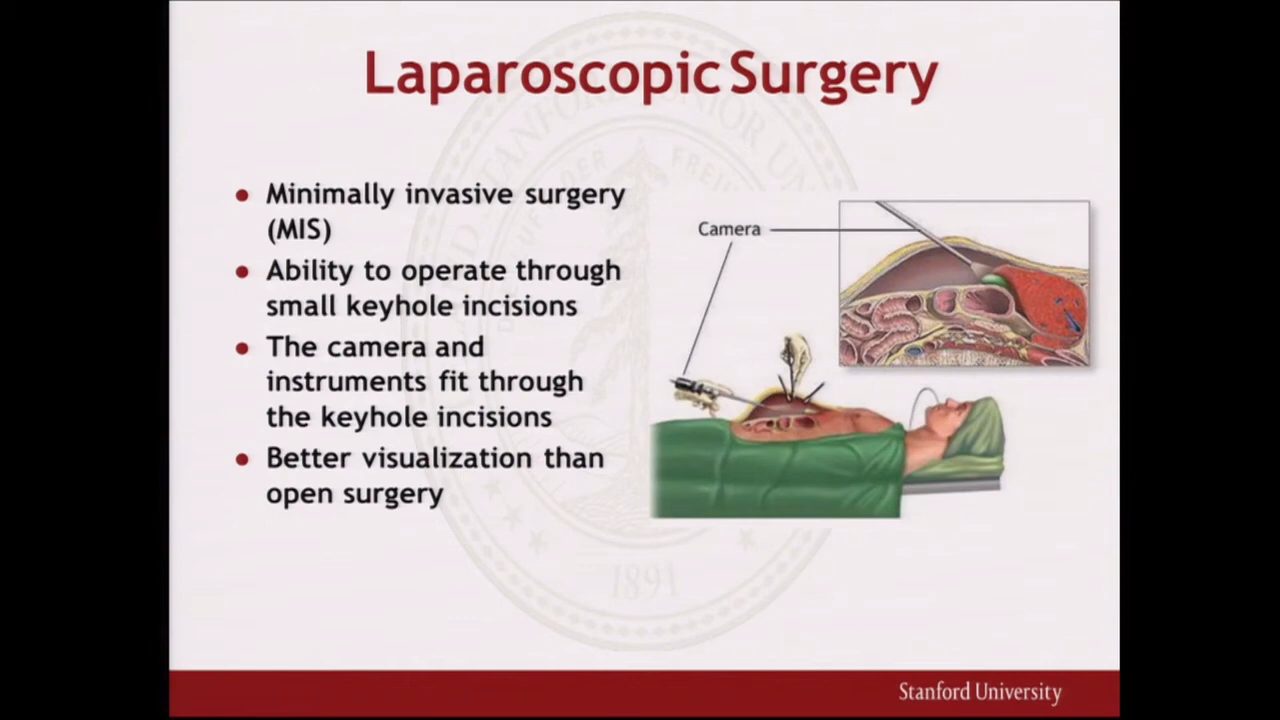 Laparoscopic Surgery
Minimally invasive surgery
(MIS)
Ability to operate through
small keyhole incisions
The camera and
instruments fit through
the keyhole incisions
Better visualization than
open surgery
Camera
1891
Stanford University